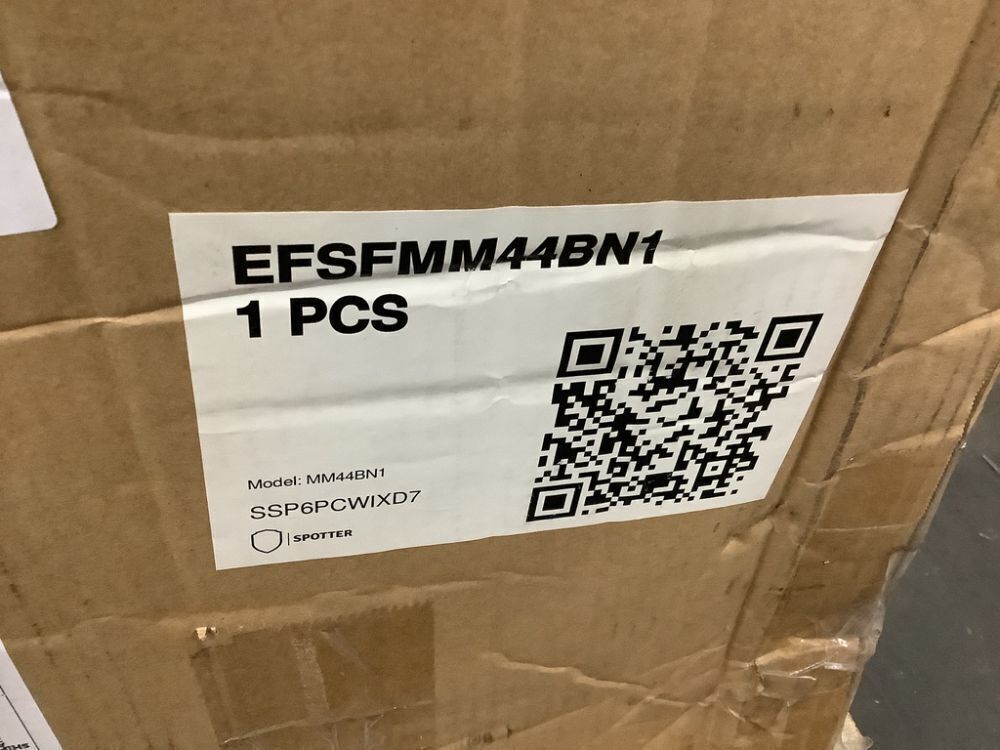 EFSFMM44BN1
1 PCS
Model: MM44BN1
SSP6PCWIXD7
SPOTTER